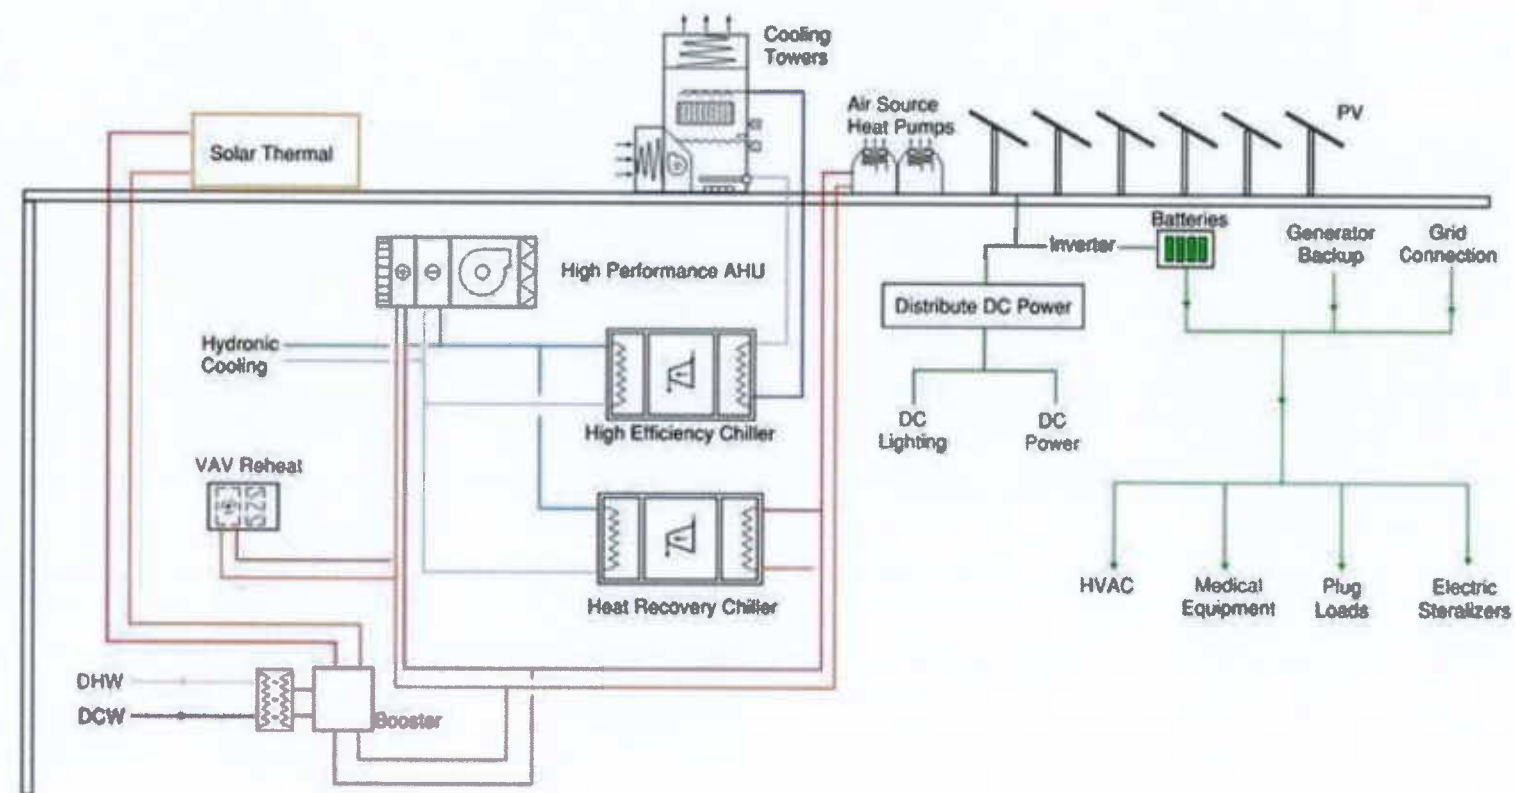 Cooling
Towers
Air Source
Heat Pumps
PV
Solar Thermal
Batteries
Inverter
Generator
Backup
Grid
Connection
High Performance AHU
Distribute DC Power
Hydronic
Cooling
DC
Lighting
DC
Power
High Efficiency Chiller
VAV Reheat
HVAC
Medical
Equipment
Plug
Loads
Electric
Steralizers
Heat Recovery Chiller
DHW
DCW
Booster